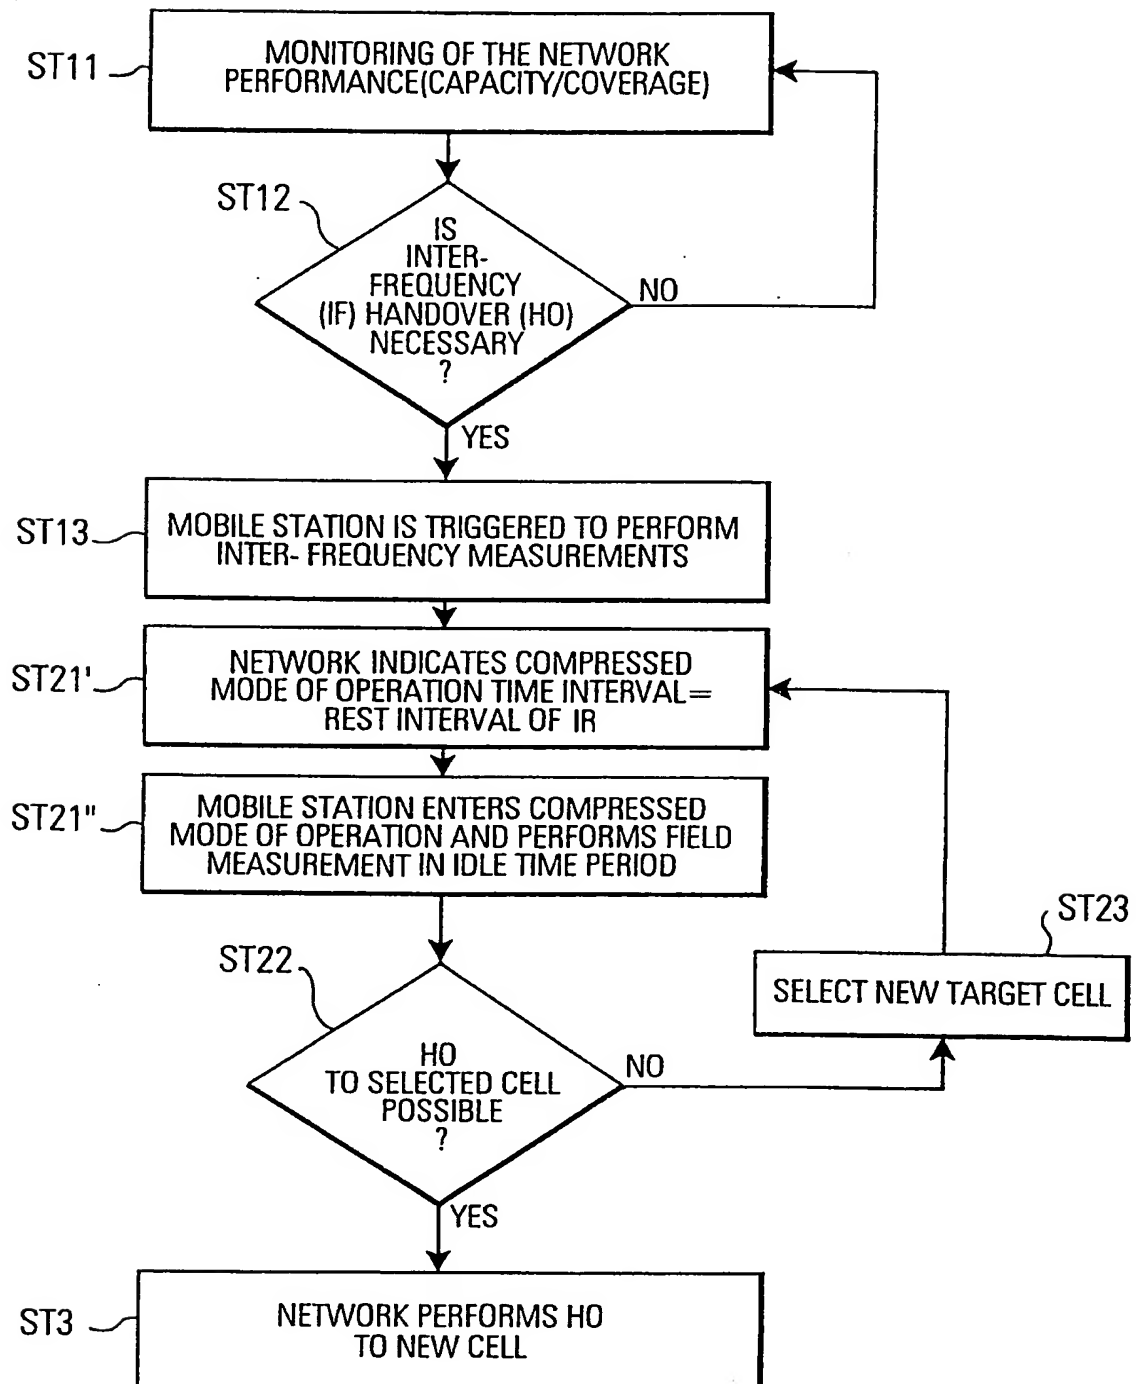 ST11
MONITORING OF THE NETWORK
PERFORMANCE(CAPACITY/COVERAGE)
ST12
IS
INTER-
FREQUENCY
(IF) HANDOVER (HO)
NECESSARY
?
NO
YES
ST13
MOBILE STATION IS TRIGGERED TO PERFORM
INTER- FREQUENCY MEASUREMENTS
ST21'
NETWORK INDICATES COMPRESSED
MODE OF OPERATION TIME INTERVAL=
REST INTERVAL OF IR
ST21"
MOBILE STATION ENTERS COMPRESSED
MODE OF OPERATION AND PERFORMS FIELD
MEASUREMENT IN IDLE TIME PERIOD
ST22
HO
TO SELECTED CELL
POSSIBLE
?
NO
ST23
SELECT NEW TARGET CELL
YES
ST3
NETWORK PERFORMS HO
TO NEW CELL